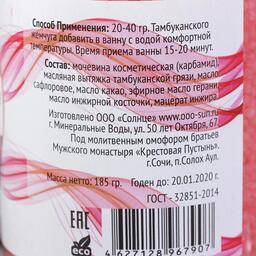 Способ Применения: 20-40 гр. Тамбуканского
жемчуга добавить в ванну с водой комфортной
температуры. Время приема ванны 15-20 минут.
Состав: мочевина косметическая (карбамид),
масляная вытяжка тамбуканской грязи, масло
сафлоровое, масло какао, эфирное масло герани,
масло инжирной косточки, мацерат инжира
Изготовлено ООО «Солнце» www.ooo-sun.ru
г. Минеральные Воды, ул. 50 лет Октября, 67
Под молитвенным омофором братьев
Мужского монастыря «Крестовая Пустынь».
г.Сочи, п.Солох Аул.
Масса нетто: 185 гр. Годен до: 20.01.2020 г.
ГОСТ - 32851-2014
EAC
eco
4627128967907